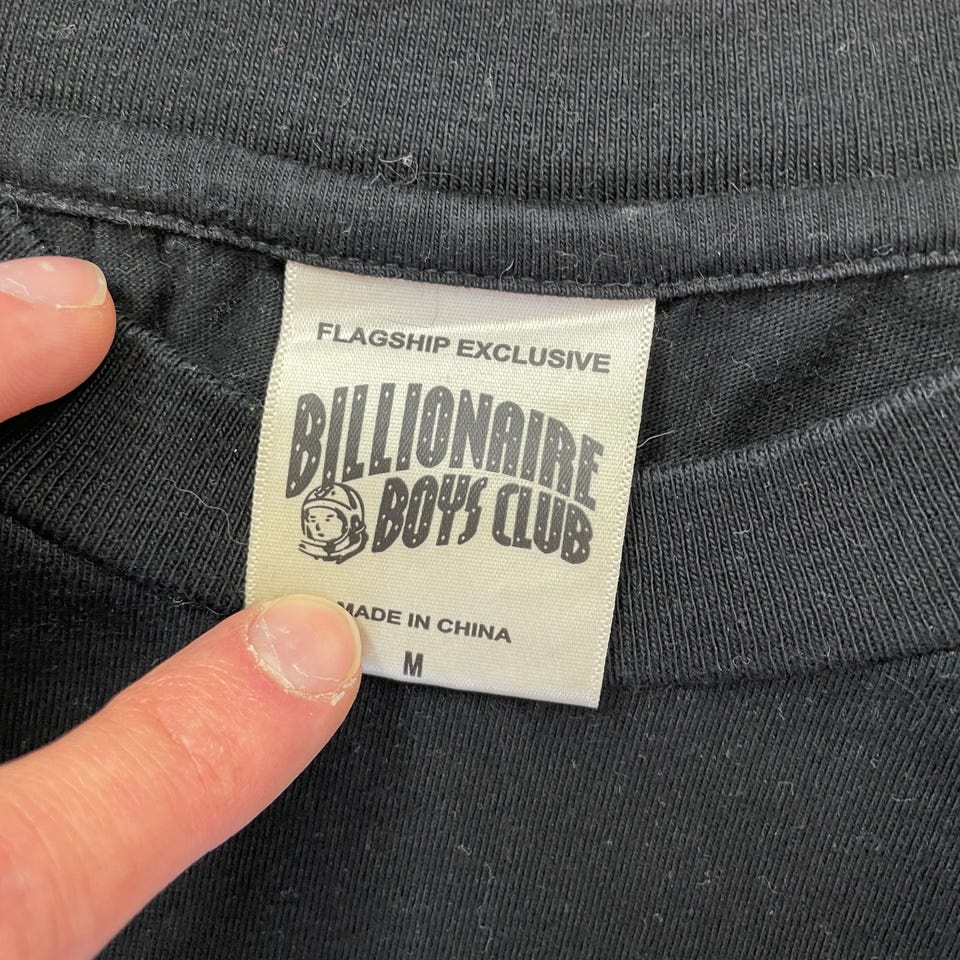 FLAGSHIP EXCLUSIVE
BILLIONAIRE
BOYS CLUB
MADE IN CHINA
M